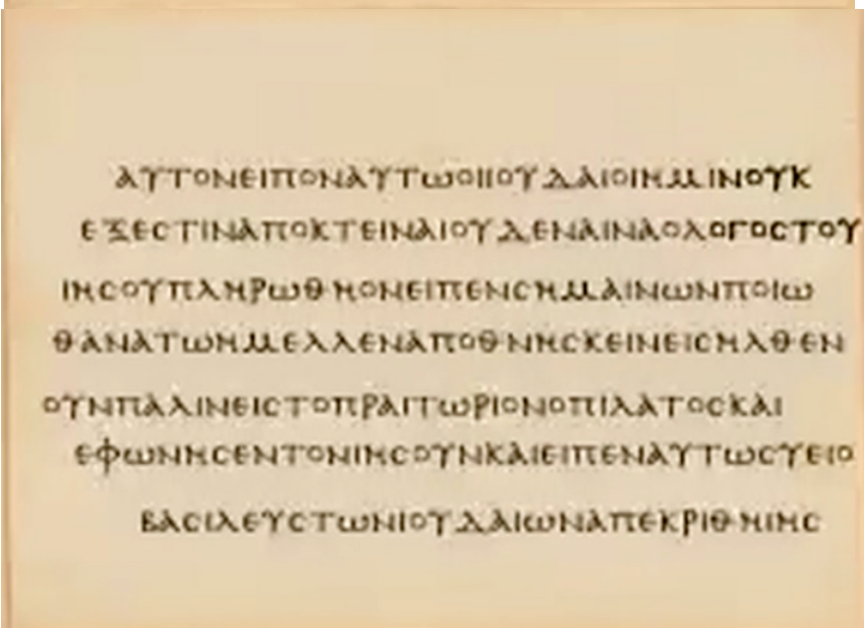 ΑΥΤΟΝΕΙΠΟΝΑΥΤΩΟΙΙΟΥΔΑΙΟΙΗΜΙΝΟΥΚ
ΕΞΕϹΤΙΝΑΠΟΚΤΕΙΝΑΙΟΥΔΕΝΑΙΝΑΟΛΟΓΟϹΤΟΥ
ΙΗϹΟΥΠΛΗΡΩΘΗΟΝΕΙΠΕΝϹΗΜΑΙΝΩΝΠΟΙΩ
ΘΑΝΑΤΩΗΜΕΛΛΕΝΑΠΟΘΝΗϹΚΕΙΝΕΙϹΗΛΘΕΝ
ΟΥΝΠΑΛΙΝΕΙϹΤΟΠΡΑΙΤΩΡΙΟΝΟΠΙΛΑΤΟϹΚΑΙ
ΕΦΩΝΗϹΕΝΤΟΝΙΗϹΟΥΝΚΑΙΕΙΠΕΝΑΥΤΩϹΥΕΙΟ
ΒΑϹΙΛΕΥϹΤΩΝΙΟΥΔΑΙΩΝΑΠΕΚΡΙΘΗΙΗϹ